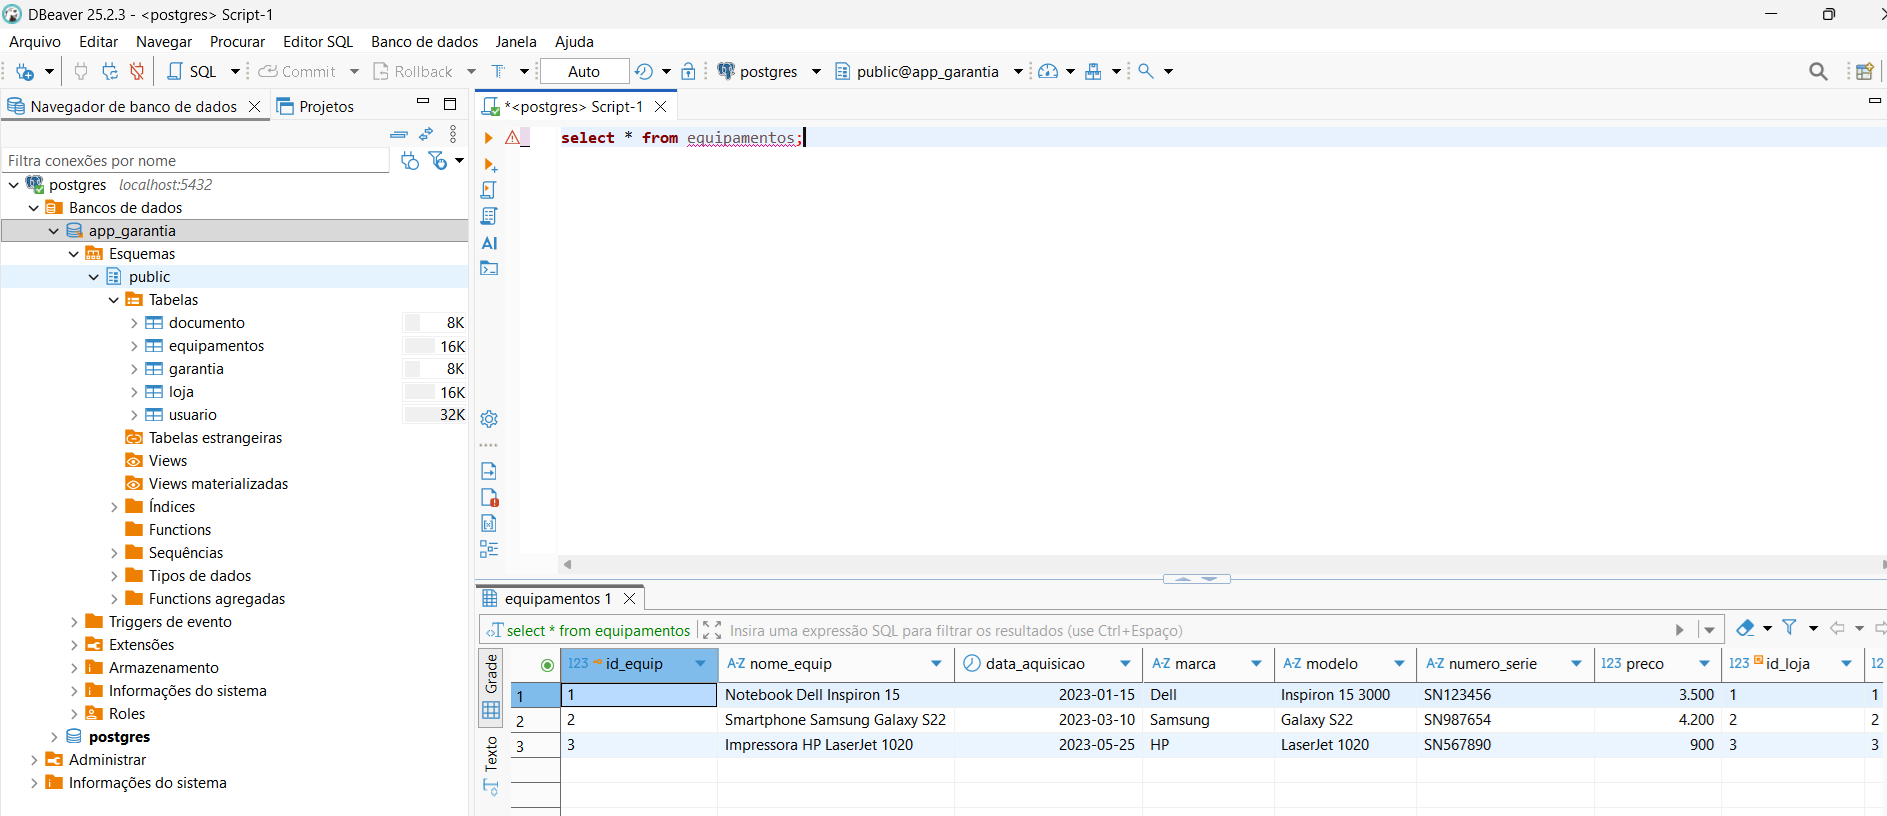 DBeaver 25.2.3 - <postgres> Script-1
Arquivo Editar Navegar Procurar Editor SQL Banco de dados Janela Ajuda
SQL Commit Rollback T Auto postgres public@app_garantia
Navegador de banco de dados Projetos
*<postgres> Script-1
select * from equipamentos;
Filtra conexões por nome
postgres localhost:5432
Bancos de dados
app_garantia
Esquemas
public
Tabelas
documento 8K
equipamentos 16K
garantia 8K
loja 16K
usuario 32K
Tabelas estrangeiras
Views
Views materializadas
Índices
Functions
Sequências
Tipos de dados
Functions agregadas
Triggers de evento
Extensões
Armazenamento
Informações do sistema
Roles
postgres
Administrar
Informações do sistema
AI
equipamentos 1
T select * from equipamentos Insira uma expressão SQL para filtrar os resultados (use Ctrl+Espaço)
Grade
Texto
123 id_equip A-Z nome_equip data_aquisicao A-Z marca A-Z modelo A-Z numero_serie 123 preco 123 id_loja 12
1 1 Notebook Dell Inspiron 15 2023-01-15 Dell Inspiron 15 3000 SN123456 3.500 1 1
2 2 Smartphone Samsung Galaxy S22 2023-03-10 Samsung Galaxy S22 SN987654 4.200 2 2
3 3 Impressora HP LaserJet 1020 2023-05-25 HP LaserJet 1020 SN567890 900 3 3